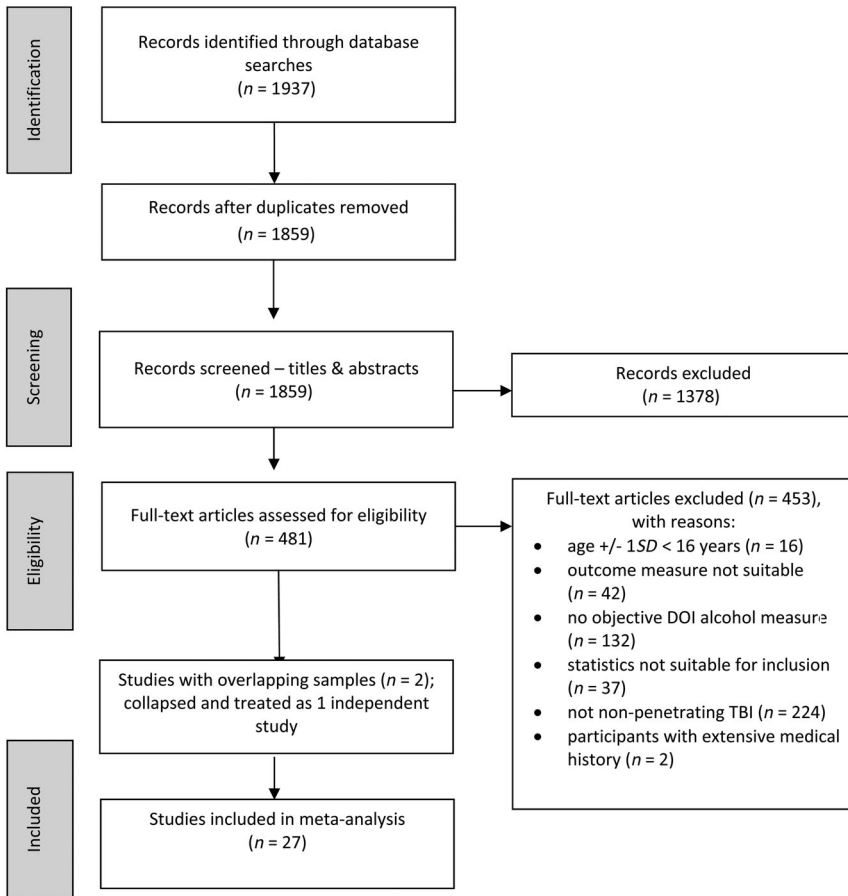 Identification
Records identified through database
searches
(n = 1937)
Records after duplicates removed
(n = 1859)
Screening
Records screened – titles & abstracts
(n = 1859)
Records excluded
(n = 1378)
Eligibility
Full-text articles assessed for eligibility
(n = 481)
Full-text articles excluded (n = 453),
with reasons:
• age +/- 1SD < 16 years (n = 16)
• outcome measure not suitable
(n = 42)
• no objective DOI alcohol measure
(n = 132)
• statistics not suitable for inclusion
(n = 37)
• not non-penetrating TBI (n = 224)
• participants with extensive medical
history (n = 2)
Studies with overlapping samples (n = 2);
collapsed and treated as 1 independent
study
Included
Studies included in meta-analysis
(n = 27)